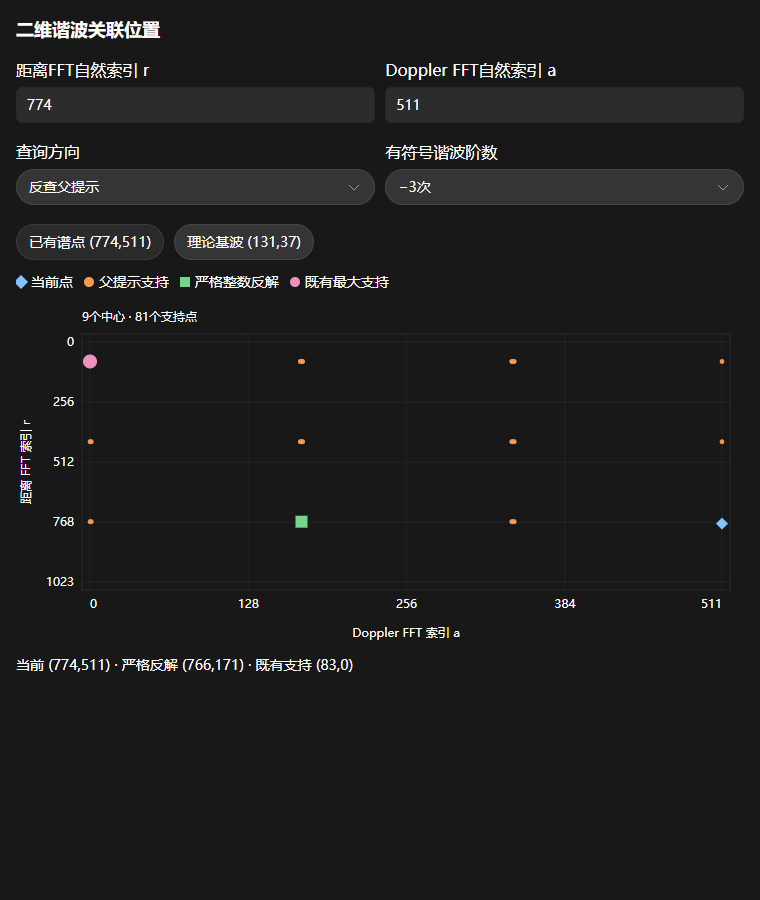 二维谐波关联位置
距离FFT自然索引 r
Doppler FFT自然索引 a
774
511
查询方向
有符号谐波阶数
反查父提示
−3次
已有谱点 (774,511)
理论基波 (131,37)
当前点 父提示支持 严格整数反解 既有最大支持
9个中心 · 81个支持点
0
256
512
768
1023
距离 FFT 索引 r
0 128 256 384 511
Doppler FFT 索引 a
当前 (774,511) · 严格反解 (766,171) · 既有支持 (83,0)